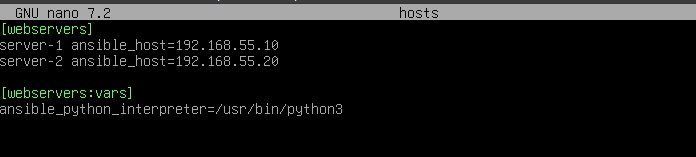 GNU nano 7.2 hosts
[webservers]
server-1 ansible_host=192.168.55.10
server-2 ansible_host=192.168.55.20
[webservers:vars]
ansible_python_interpreter=/usr/bin/python3